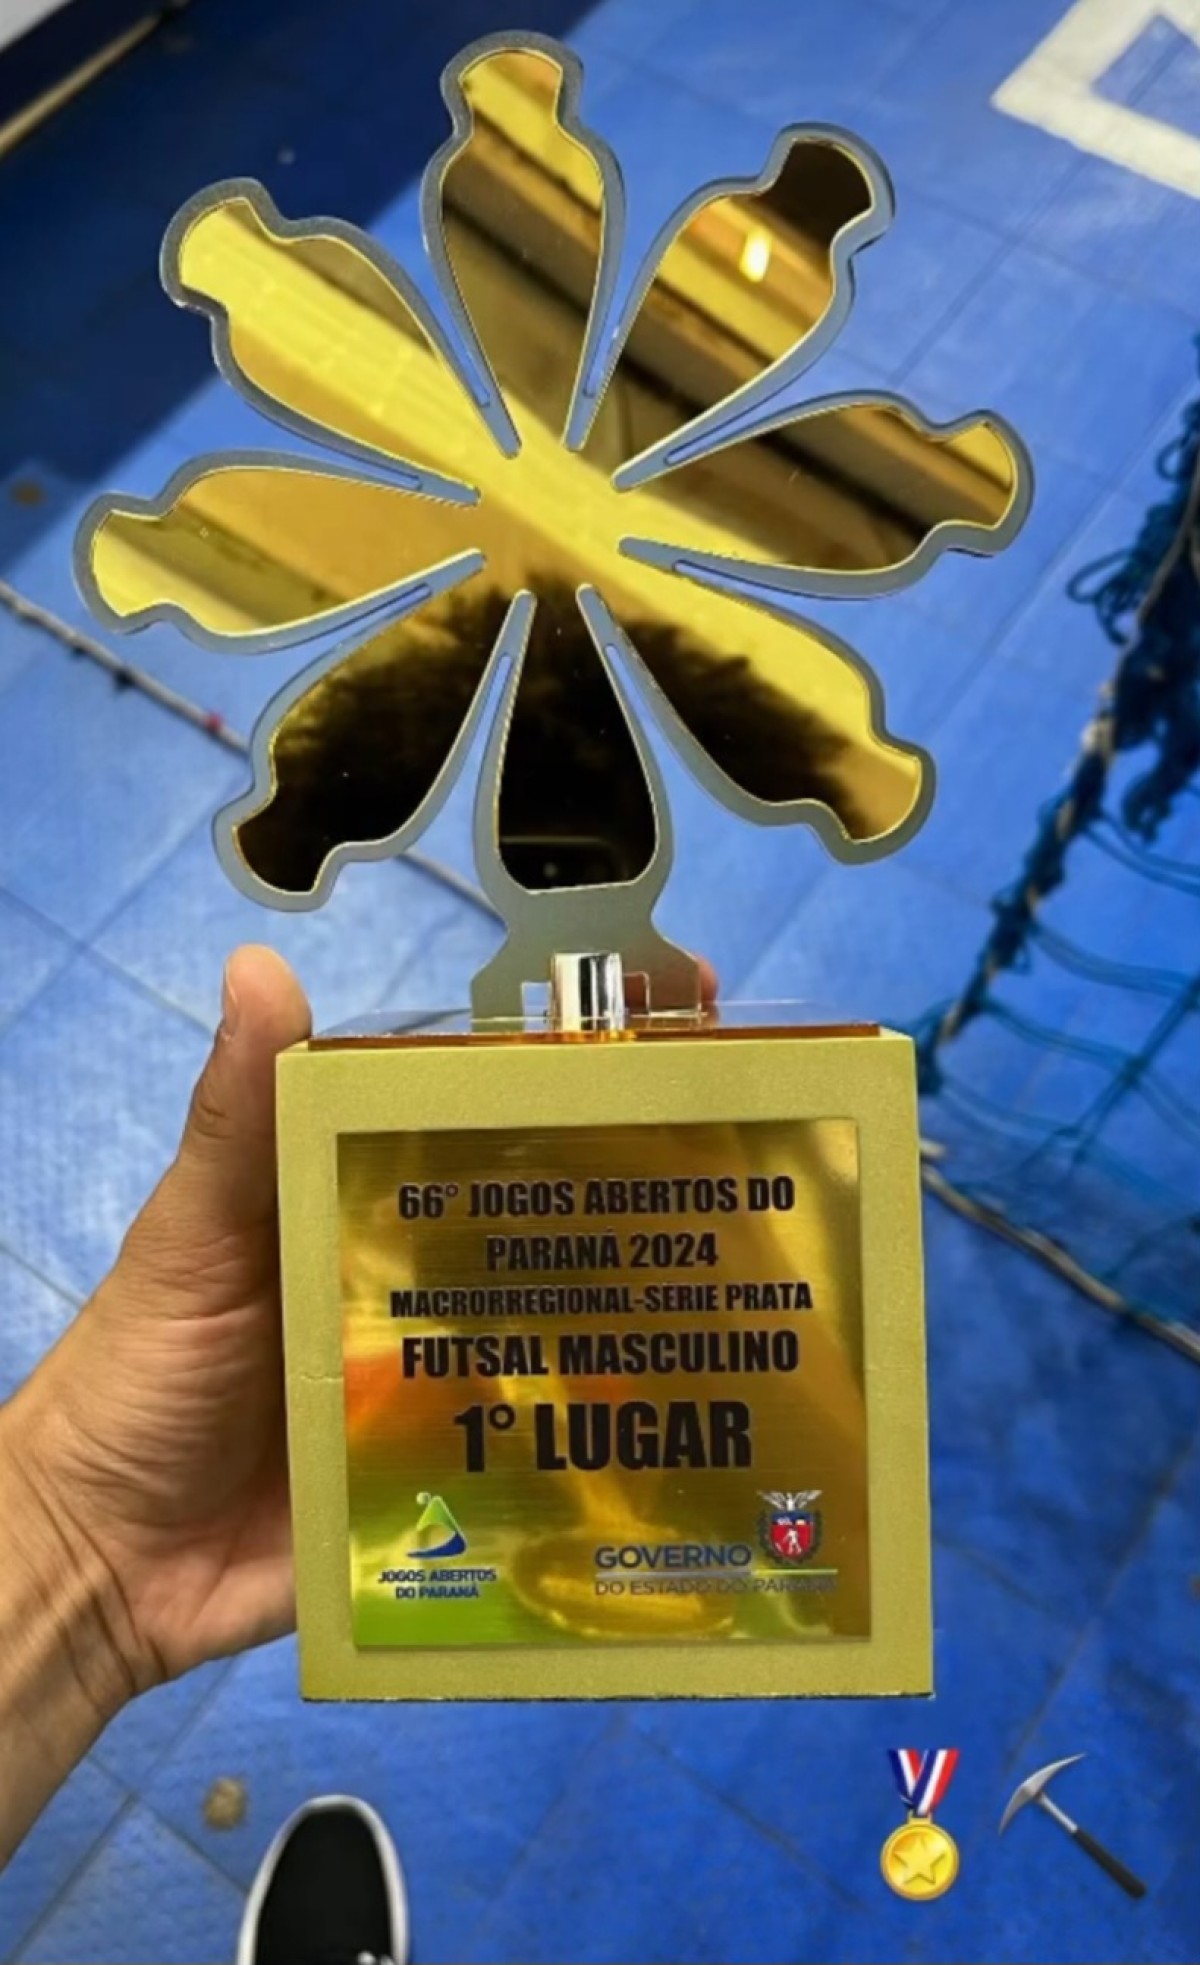 66° JOGOS ABERTOS DO
PARANÁ 2024
MACRORREGIONAL-SÉRIE PRATA
FUTSAL MASCULINO
1° LUGAR
JOGOS ABERTOS
DO PARANÁ
GOVERNO
DO ESTADO DO PARANÁ